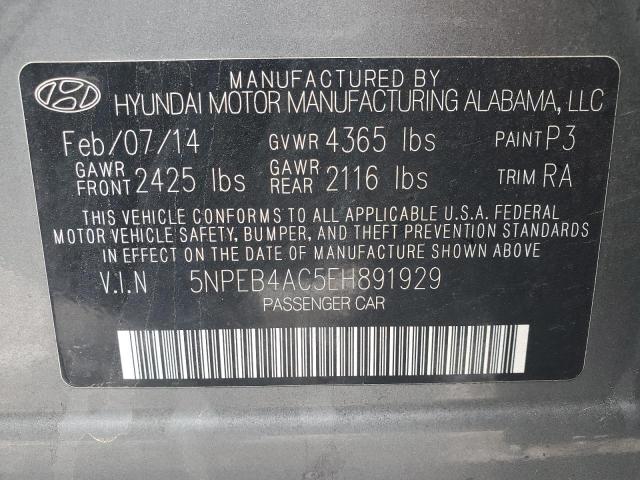 MANUFACTURED BY
HYUNDAI MOTOR MANUFACTURING ALABAMA, LLC
Feb/07/14 GVWR 4365 lbs PAINT P3
GAWR FRONT 2425 lbs GAWR REAR 2116 lbs TRIM RA
THIS VEHICLE CONFORMS TO ALL APPLICABLE U.S.A. FEDERAL
MOTOR VEHICLE SAFETY, BUMPER, AND THEFT PREVENTION STANDARDS
IN EFFECT ON THE DATE OF MANUFACTURE SHOWN ABOVE.
V.I.N 5NPEB4AC5EH891929
PASSENGER CAR